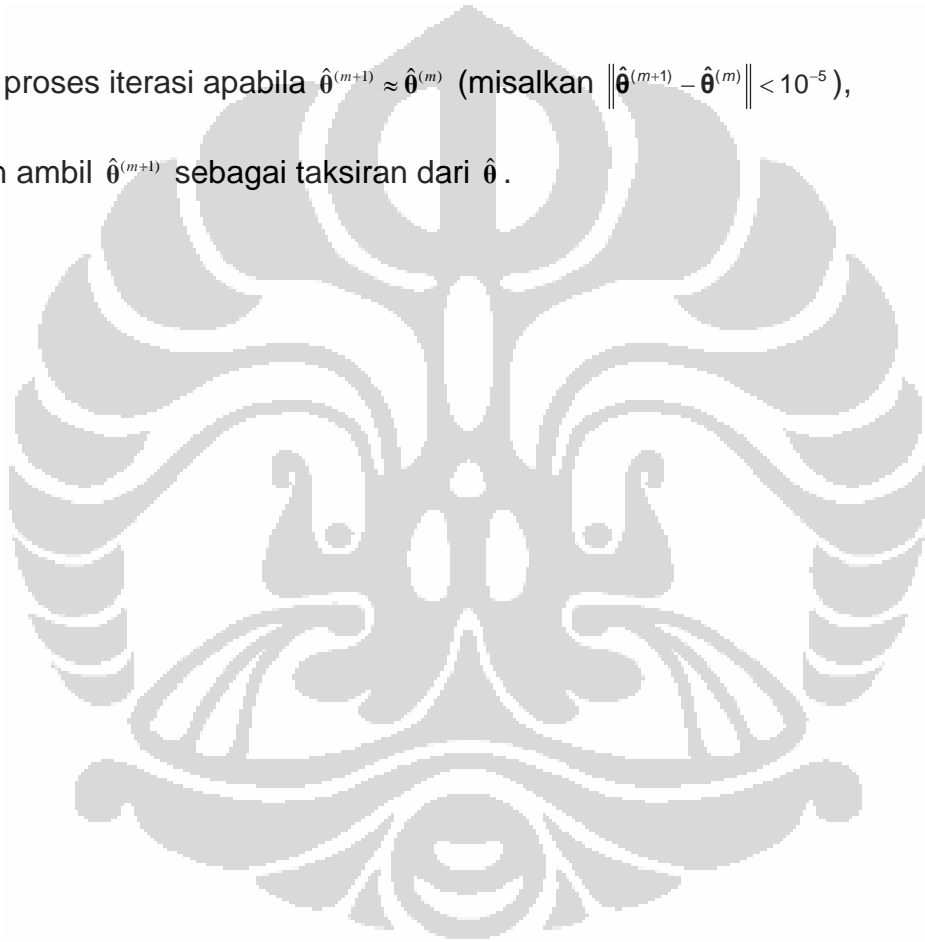 proses iterasi apabila θ̂⁽ᵐ⁺¹⁾ ≈ θ̂⁽ᵐ⁾ (misalkan ‖θ̂⁽ᵐ⁺¹⁾ − θ̂⁽ᵐ⁾‖ < 10⁻⁵),
ambil θ̂⁽ᵐ⁺¹⁾ sebagai taksiran dari θ̂.